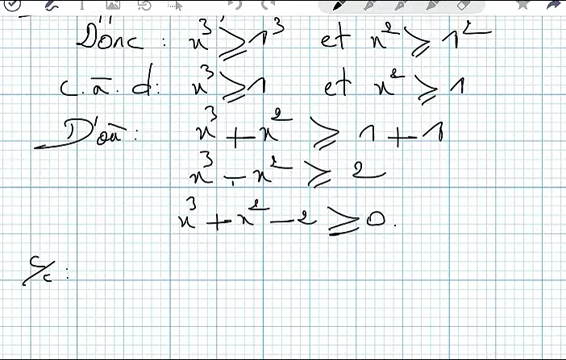 Donc : x³ ⩾ 1³ et x² ⩾ 1²
c.à.d: x³ ⩾ 1 et x² ⩾ 1
D'où: x³ + x² ⩾ 1 + 1
x³ + x² ⩾ 2
x³ + x² - 2 ⩾ 0.
C/c :